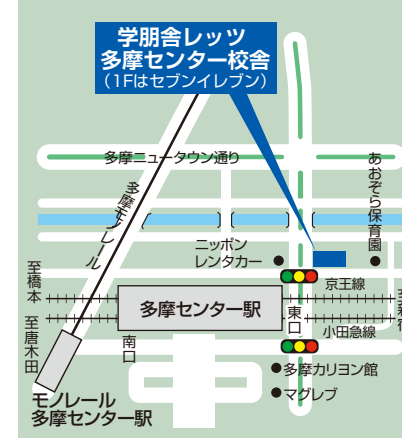 学朋舎レッツ
多摩センター校舎
（1Fはセブンイレブン）
多摩ニュータウン通り
多摩モノレール
あおぞら保育園
ニッポン
レンタカー
至橋本
京王線
多摩センター駅
東口
至唐木田
南口
小田急線
多摩カリヨン館
マグレブ
モノレール
多摩センター駅